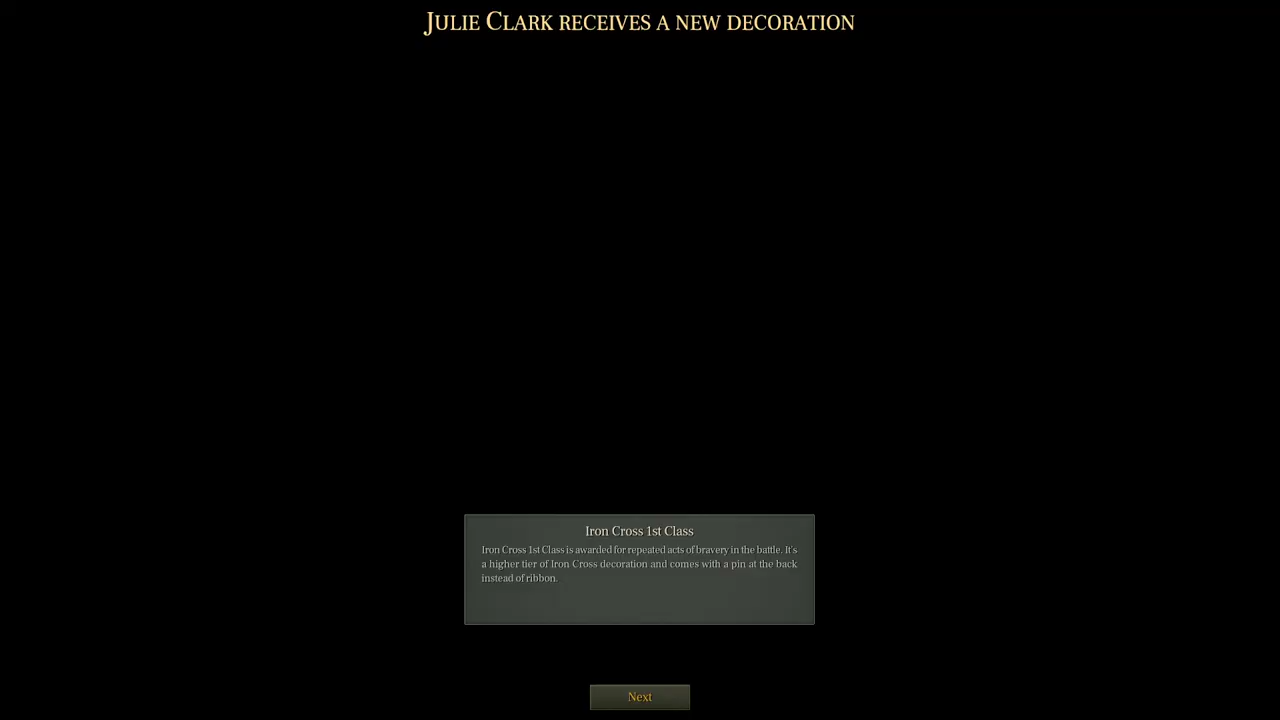 JULIE CLARK RECEIVES A NEW DECORATION
Iron Cross 1st Class
Iron Cross 1st Class is awarded for repeated acts of bravery in the battle. It's
a higher tier of Iron Cross decoration and comes with a pin at the back
instead of ribbon.
Next